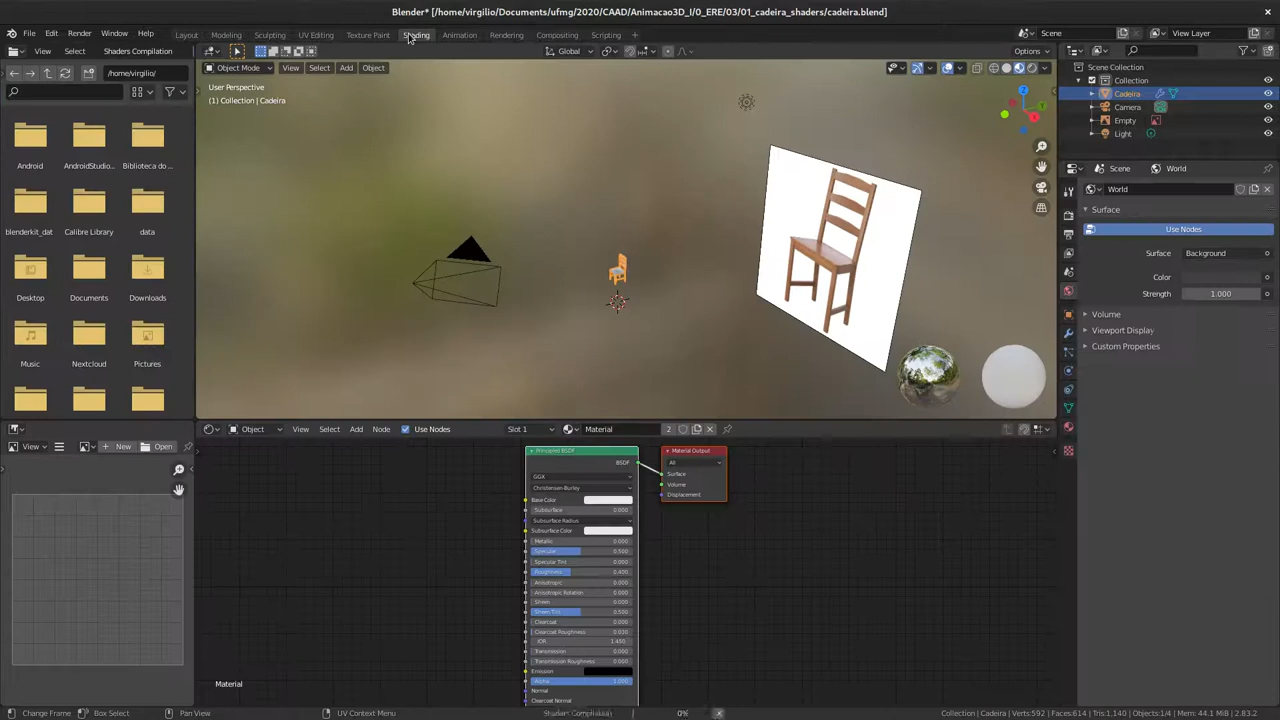 Blender* [/home/virgilio/Documents/ufmg/2020/CAAD/Animacao3D_I/0_ERE/03/01_cadeira_shaders/cadeira.blend]
File Edit Render Window Help Layout Modeling Sculpting UV Editing Texture Paint Shading Animation Rendering Compositing Scripting + Scene View Layer
View Select Shaders Compilation Global Options
/home/virgilio/ Object Mode View Select Add Object Scene Collection
Collection
User Perspective
(1) Collection | Cadeira
Cadeira
Camera
Empty
Light
Android AndroidStudio... Biblioteca do ...
Scene World
World
blenderkit_dat Calibre Library data
Surface
Use Nodes
Surface Background
Color
Strength 1.000
Desktop Documents Downloads
Volume
Viewport Display
Custom Properties
Music Nextcloud Pictures
Object View Select Add Node Use Nodes Slot 1 Material 2
View New Open
Principled BSDF
BSDF
GGX
Christensen-Burley
Base Color
Subsurface 0.000
Subsurface Radius
Subsurface Color
Metallic 0.000
Specular 0.500
Specular Tint 0.000
Roughness 0.400
Anisotropic 0.000
Anisotropic Rotation 0.000
Sheen 0.000
Sheen Tint 0.500
Clearcoat 0.000
Clearcoat Roughness 0.030
IOR 1.450
Transmission 0.000
Transmission Roughness 0.000
Emission
Alpha 1.000
Normal
Clearcoat Normal
Material Output
All
Surface
Volume
Displacement
Material
Change Frame Box Select Pan View UV Context Menu Shaders Compilation 0% Collection | Cadeira | Verts:592 | Faces:614 | Tris:1,140 | Objects:1/4 | Mem: 44.1 MiB | 2.83.2